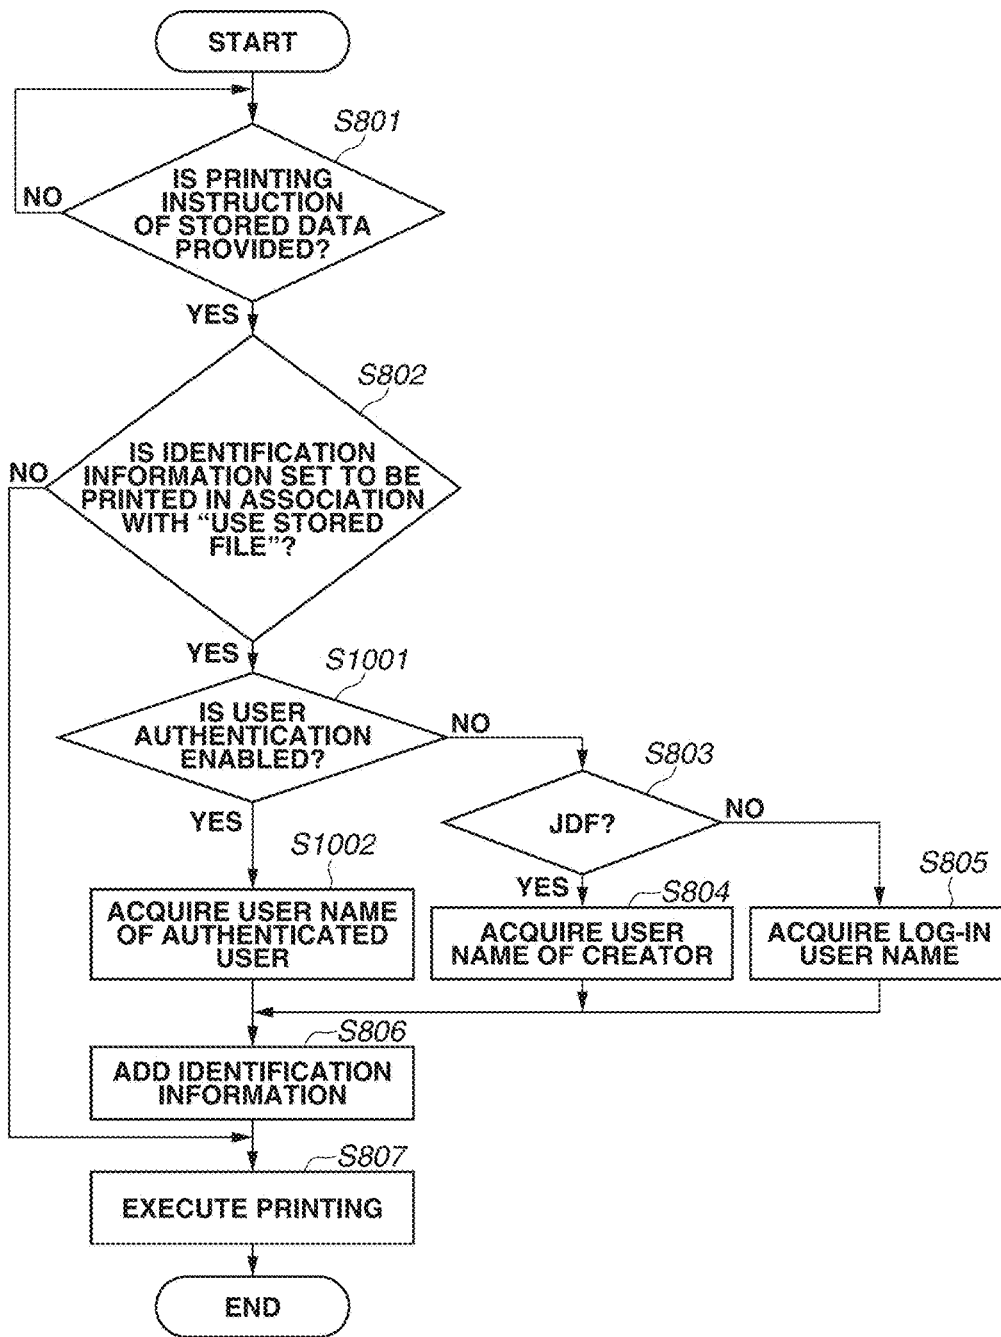 START
S801
IS PRINTING
INSTRUCTION
OF STORED DATA
PROVIDED?
NO
YES
S802
IS IDENTIFICATION
INFORMATION SET TO BE
PRINTED IN ASSOCIATION
WITH “USE STORED
FILE”?
NO
YES
S1001
IS USER
AUTHENTICATION
ENABLED?
NO
YES
S803
JDF?
NO
YES
S1002
ACQUIRE USER NAME
OF AUTHENTICATED
USER
S804
ACQUIRE USER
NAME OF CREATOR
S805
ACQUIRE LOG-IN
USER NAME
S806
ADD IDENTIFICATION
INFORMATION
S807
EXECUTE PRINTING
END